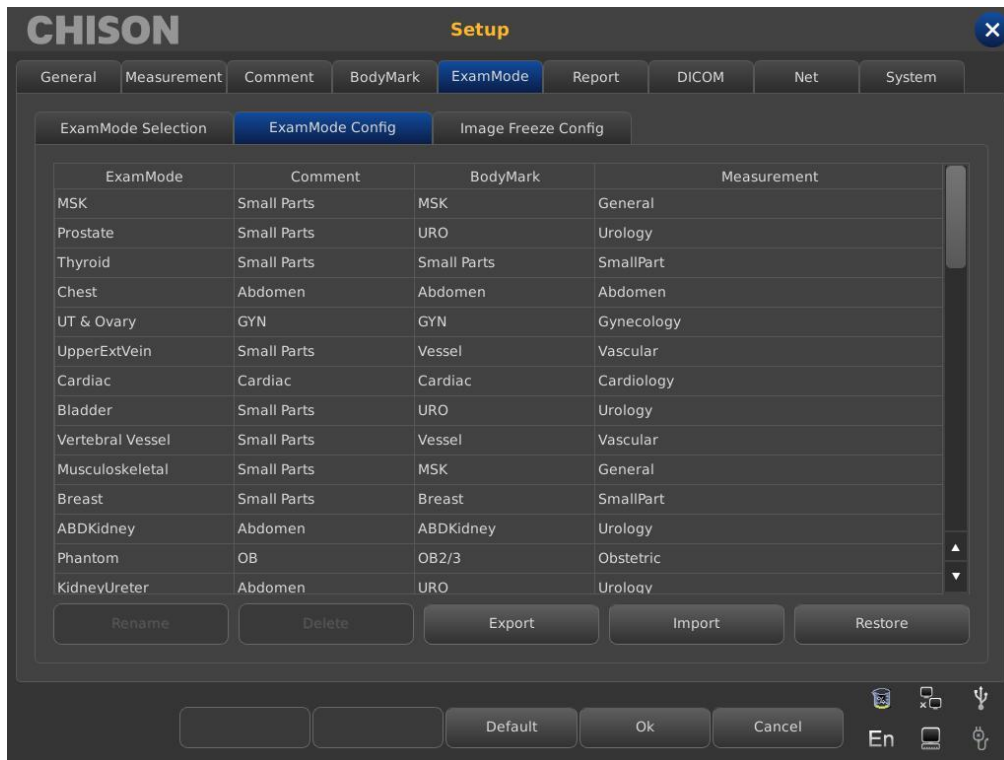 CHISON Setup
General Measurement Comment BodyMark ExamMode Report DICOM Net System
ExamMode Selection ExamMode Config Image Freeze Config
ExamMode Comment BodyMark Measurement
MSK Small Parts MSK General
Prostate Small Parts URO Urology
Thyroid Small Parts Small Parts SmallPart
Chest Abdomen Abdomen Abdomen
UT & Ovary GYN GYN Gynecology
UpperExtVein Small Parts Vessel Vascular
Cardiac Cardiac Cardiac Cardiology
Bladder Small Parts URO Urology
Vertebral Vessel Small Parts Vessel Vascular
Musculoskeletal Small Parts MSK General
Breast Small Parts Breast SmallPart
ABDKidney Abdomen ABDKidney Urology
Phantom OB OB2/3 Obstetric
KidneyUreter Abdomen URO Urology
Rename Delete Export Import Restore
Default Ok Cancel
En